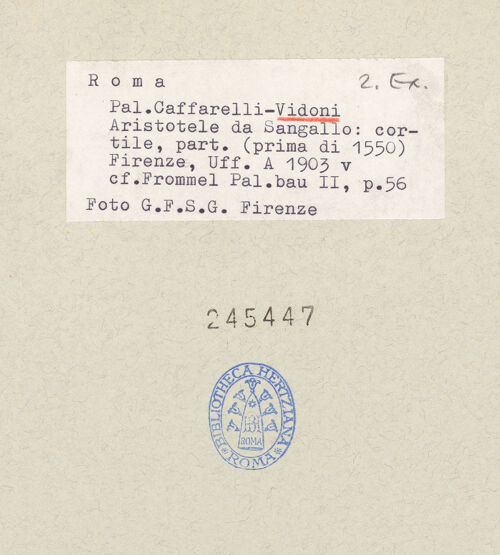 Roma 2. Ex.
Pal.Caffarelli-Vidoni
Aristotele da Sangallo: cor-
tile, part. (prima di 1550)
Firenze, Uff. A 1903 v
cf.Frommel Pal.bau II, p.56
Foto G.F.S.G. Firenze
245447
BIBLIOTHECA HERTZIANA
ROMA
ROMA